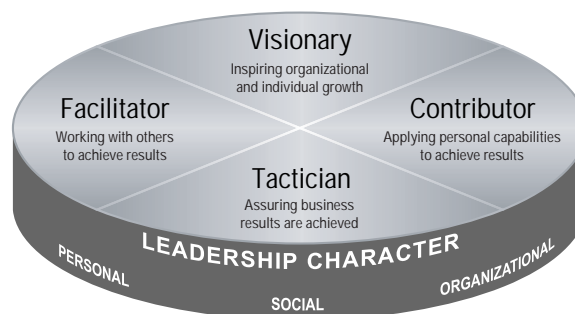 Visionary
Inspiring organizational
and individual growth
Facilitator
Working with others
to achieve results
Contributor
Applying personal capabilities
to achieve results
Tactician
Assuring business
results are achieved
LEADERSHIP CHARACTER
PERSONAL
SOCIAL
ORGANIZATIONAL